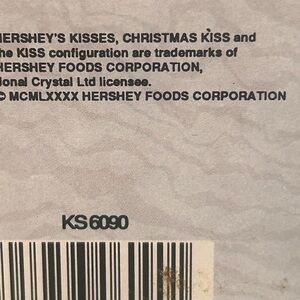 HERSHEY'S KISSES, CHRISTMAS KISS and
the KISS configuration are trademarks of
HERSHEY FOODS CORPORATION,
ional Crystal Ltd licensee.
© MCMLXXXX HERSHEY FOODS CORPORATION
KS6090